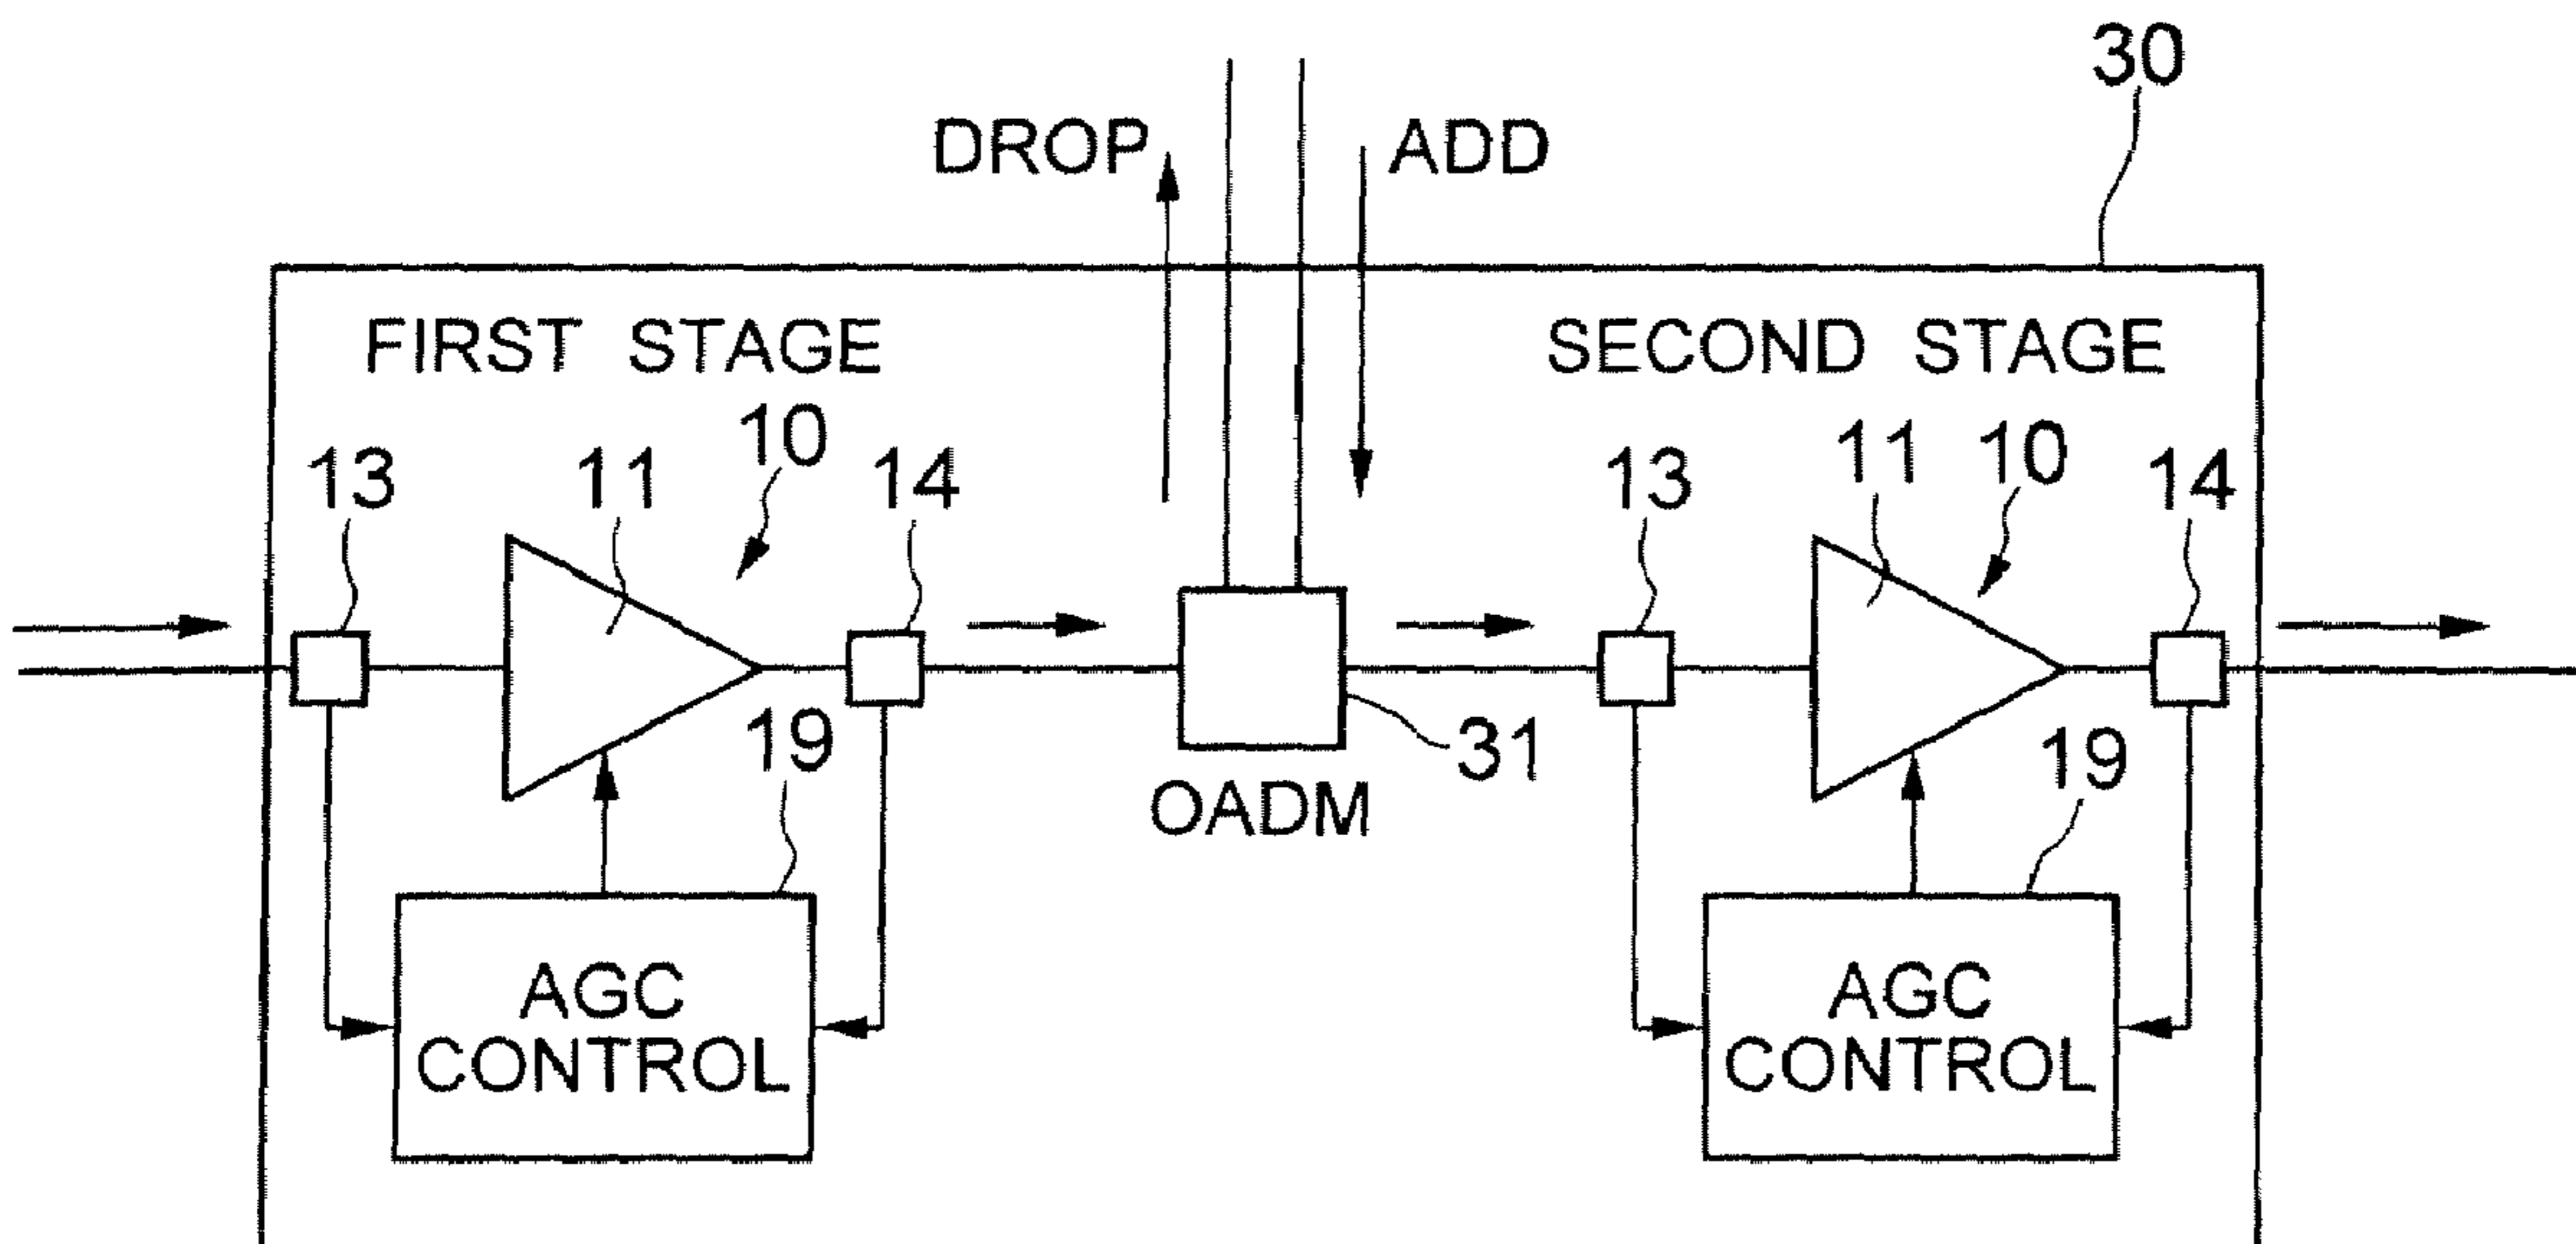 30
DROP ADD
FIRST STAGE SECOND STAGE
13 11 10 14 13 11 10 14
19 31 19
OADM
AGC
CONTROL
AGC
CONTROL